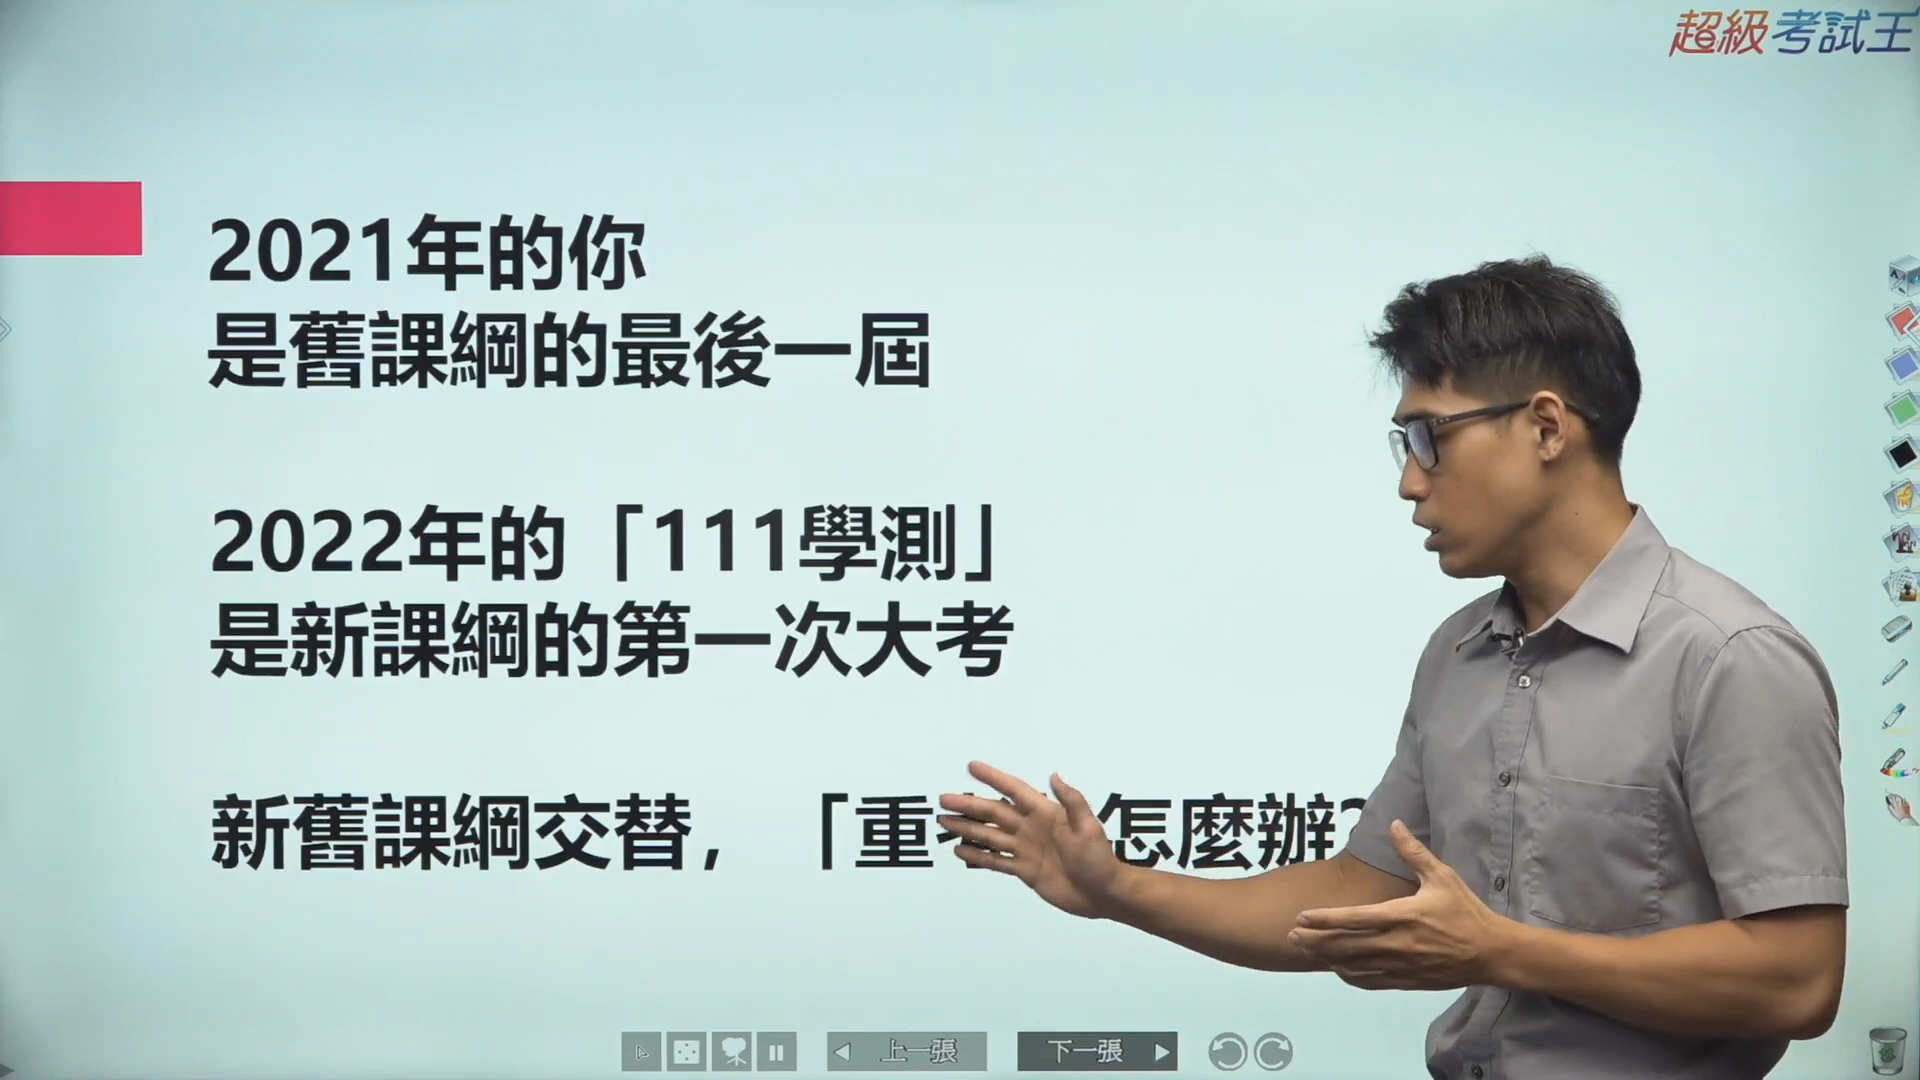 超級考試王
2021年的你
是舊課綱的最後一屆
2022年的「111學測」
是新課綱的第一次大考
新舊課綱交替,「重 怎麼辦?
上一張
下一張